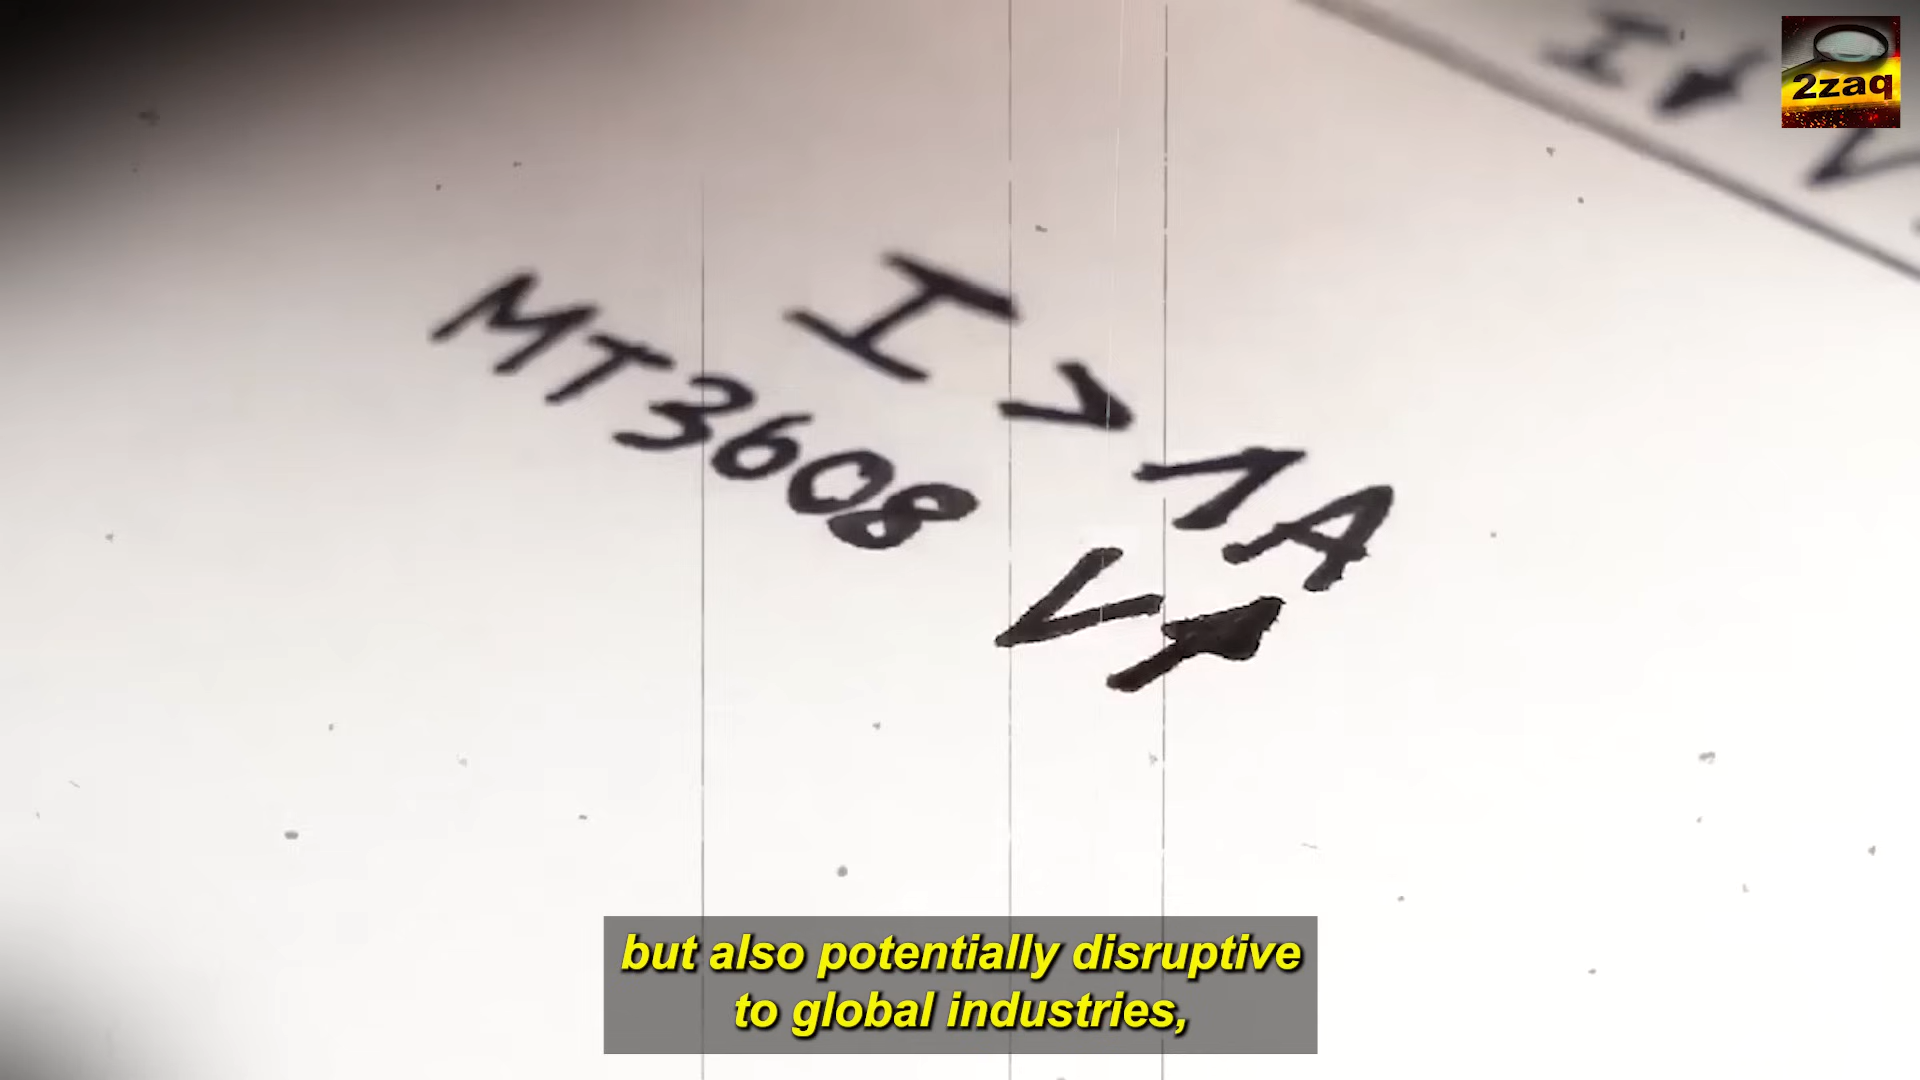 2zaq
I > 1A
MT3608
but also potentially disruptive
to global industries,